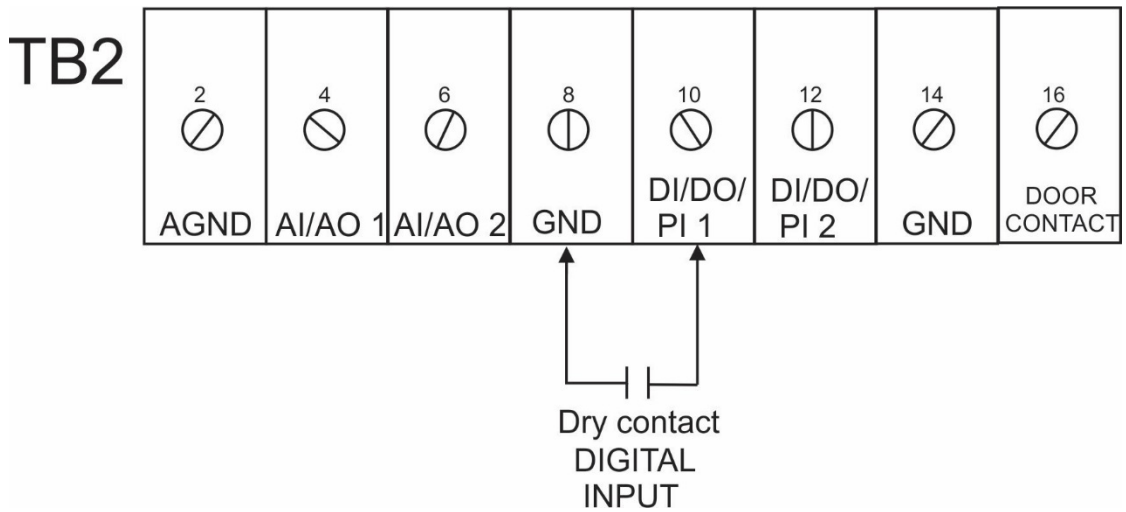 TB2
2 4 6 8 10 12 14 16
AGND
AI/AO 1
AI/AO 2
GND
DI/DO/
PI 1
DI/DO/
PI 2
GND
DOOR
CONTACT
Dry contact
DIGITAL
INPUT